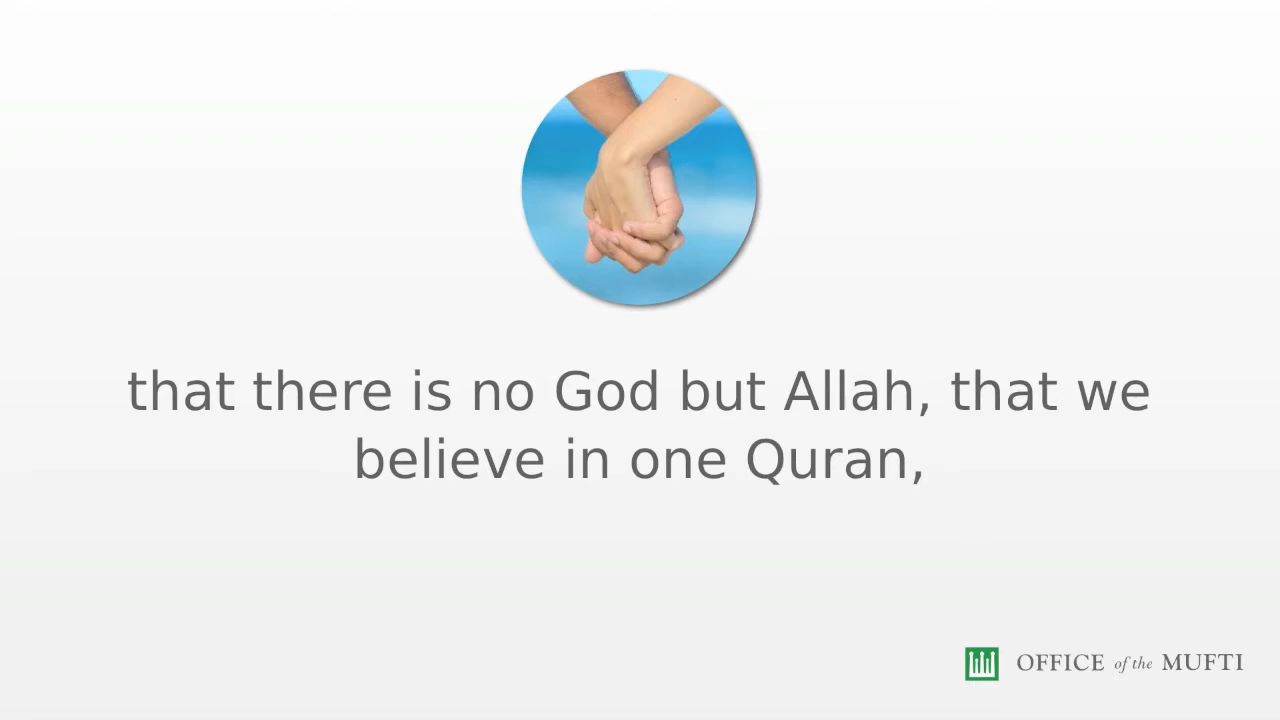 that there is no God but Allah, that we
believe in one Quran,
OFFICE of the MUFTI